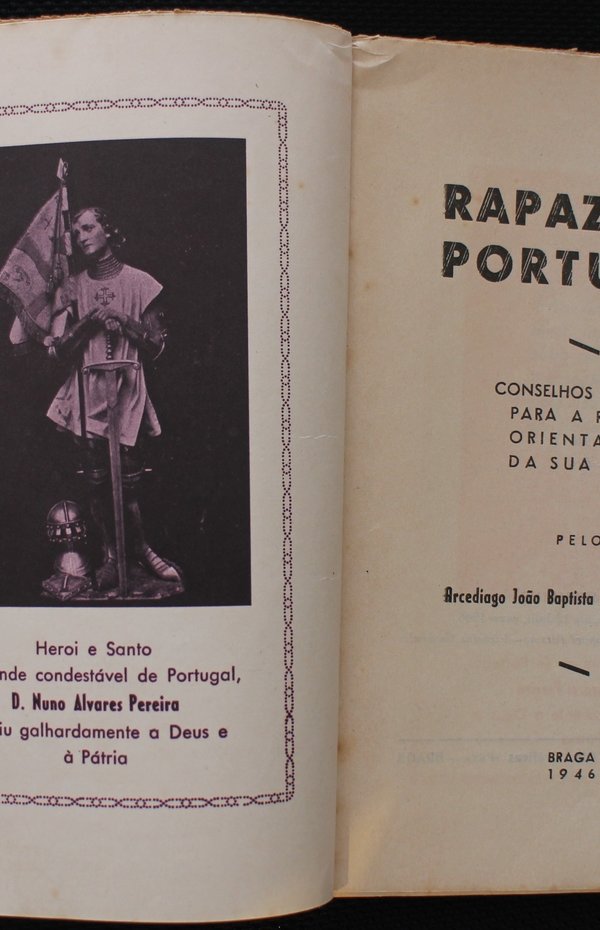 Heroi e Santo
nde condestável de Portugal,
D. Nuno Alvares Pereira
iu galhardamente a Deus e
à Pátria
RAPAZ
PORTU
CONSELHOS
PARA A
ORIENTA
DA SUA
PELO
Arcediago João Baptista
BRAGA
1946